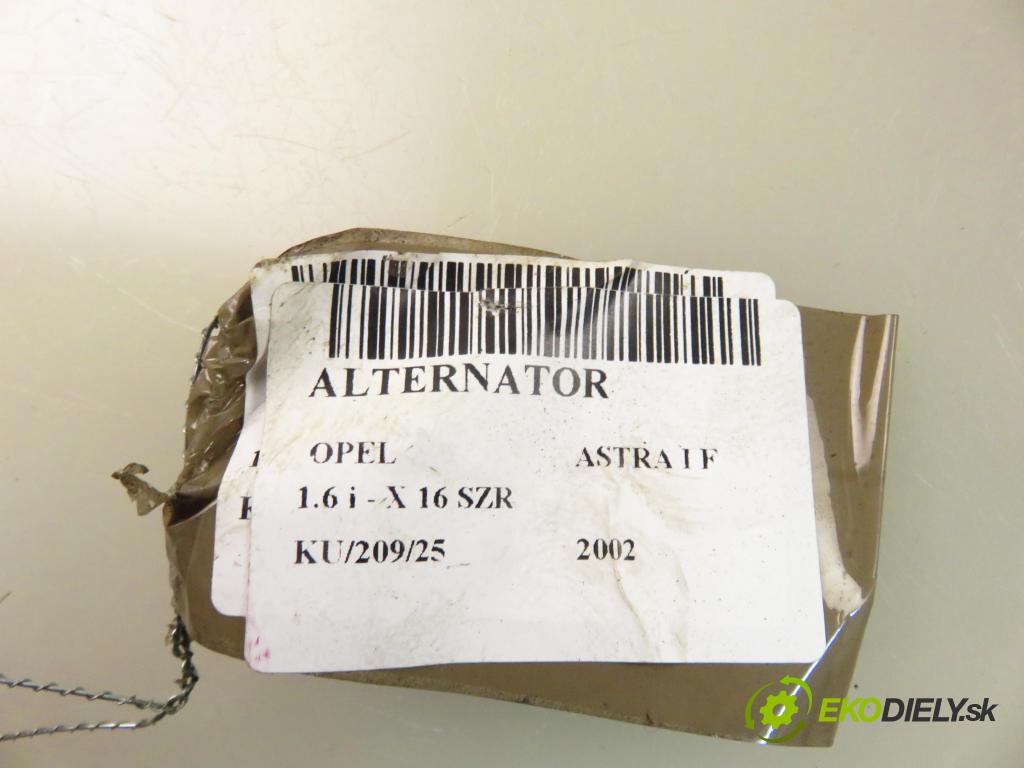 ALTERNATOR
OPEL ASTRA I F
1.6 i - X 16 SZR
KU/209/25 2002
EKODIELY.sk